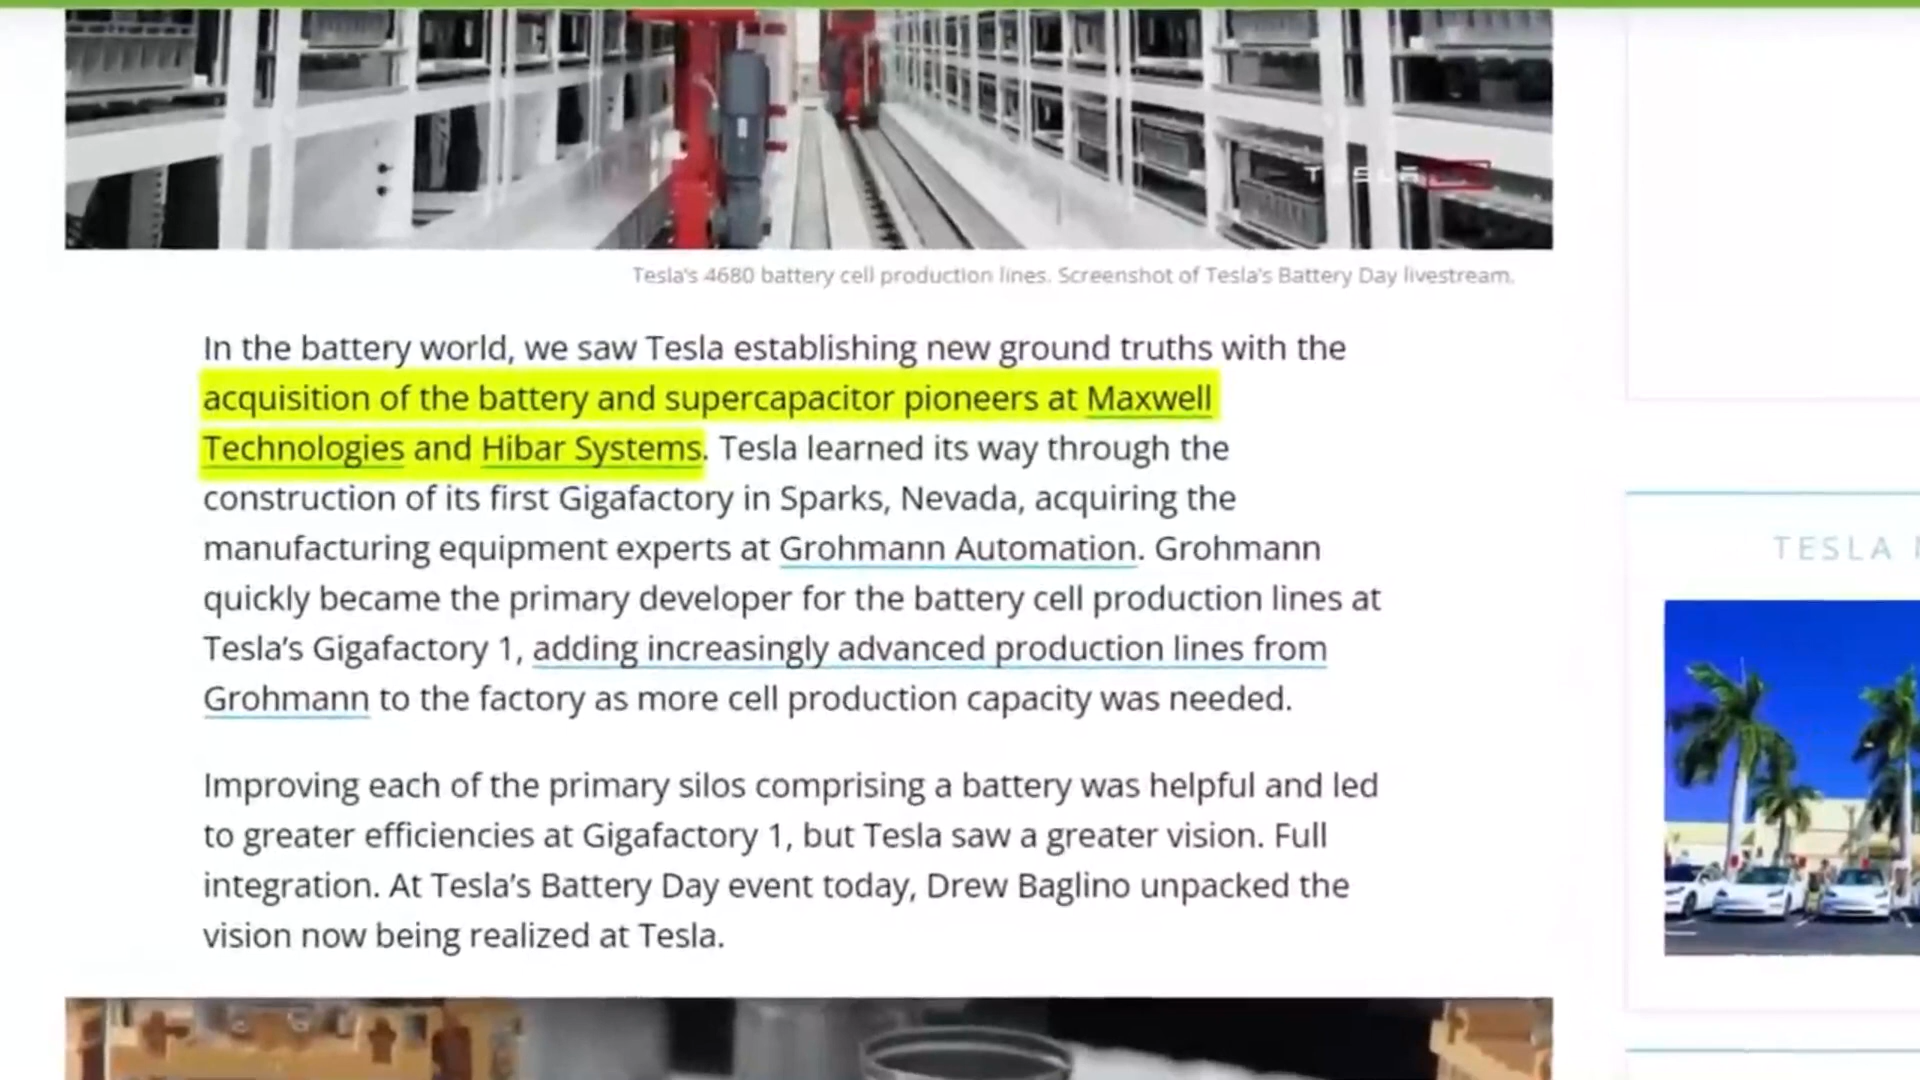 TESLA
Tesla's 4680 battery cell production lines. Screenshot of Tesla's Battery Day livestream.
In the battery world, we saw Tesla establishing new ground truths with the
acquisition of the battery and supercapacitor pioneers at Maxwell
Technologies and Hibar Systems. Tesla learned its way through the
construction of its first Gigafactory in Sparks, Nevada, acquiring the
manufacturing equipment experts at Grohmann Automation. Grohmann
quickly became the primary developer for the battery cell production lines at
Tesla’s Gigafactory 1, adding increasingly advanced production lines from
Grohmann to the factory as more cell production capacity was needed.
Improving each of the primary silos comprising a battery was helpful and led
to greater efficiencies at Gigafactory 1, but Tesla saw a greater vision. Full
integration. At Tesla’s Battery Day event today, Drew Baglino unpacked the
vision now being realized at Tesla.
TESLA